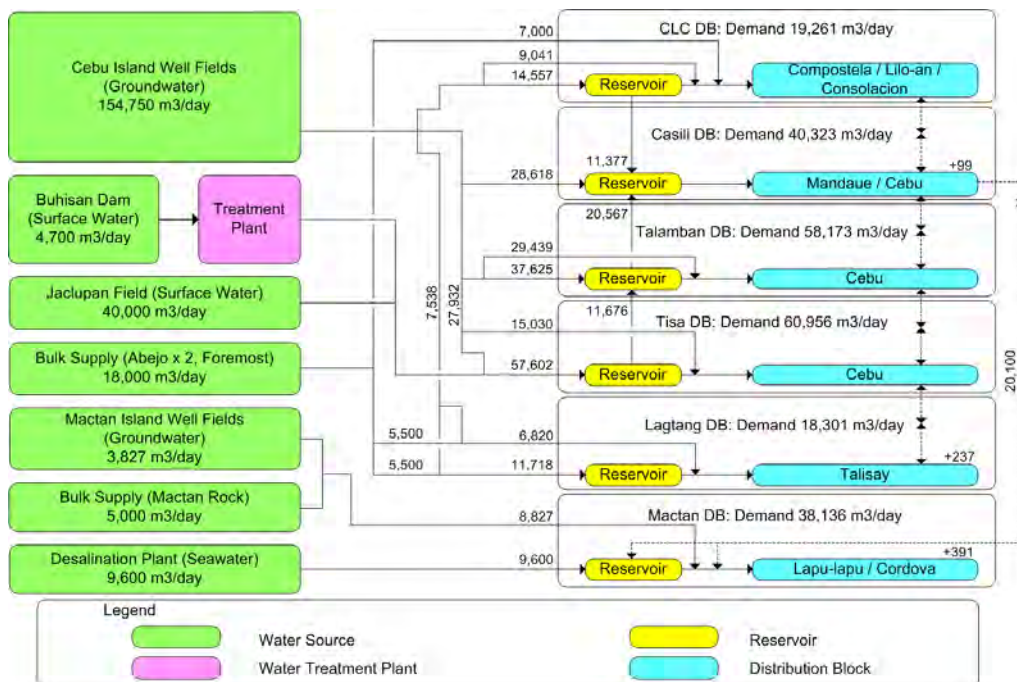 Cebu Island Well Fields
(Groundwater)
154,750 m3/day
Buhisan Dam
(Surface Water)
4,700 m3/day
Treatment
Plant
Jaclupan Field (Surface Water)
40,000 m3/day
Bulk Supply (Abejo x 2, Foremost)
18,000 m3/day
Mactan Island Well Fields
(Groundwater)
3,827 m3/day
Bulk Supply (Mactan Rock)
5,000 m3/day
Desalination Plant (Seawater)
9,600 m3/day
7,538
27,932
5,500
5,500
7,000
CLC DB: Demand 19,261 m3/day
9,041
14,557
Reservoir
Compostela / Lilo-an /
Consolacion
Casili DB: Demand 40,323 m3/day
11,377
+99
28,618
Reservoir
Mandaue / Cebu
20,567
Talamban DB: Demand 58,173 m3/day
29,439
37,625
Reservoir
Cebu
11,676
Tisa DB: Demand 60,956 m3/day
15,030
57,602
Reservoir
Cebu
20,100
Lagtang DB: Demand 18,301 m3/day
6,820
+237
11,718
Reservoir
Talisay
Mactan DB: Demand 38,136 m3/day
8,827
+391
9,600
Reservoir
Lapu-lapu / Cordova
Legend
Water Source
Reservoir
Water Treatment Plant
Distribution Block